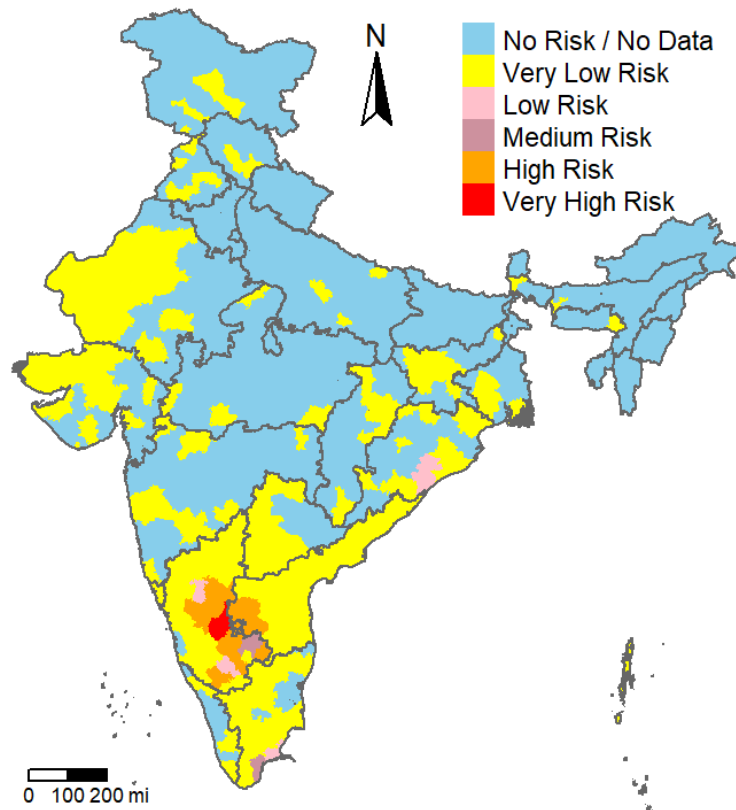 N
No Risk / No Data
Very Low Risk
Low Risk
Medium Risk
High Risk
Very High Risk
0 100 200 mi